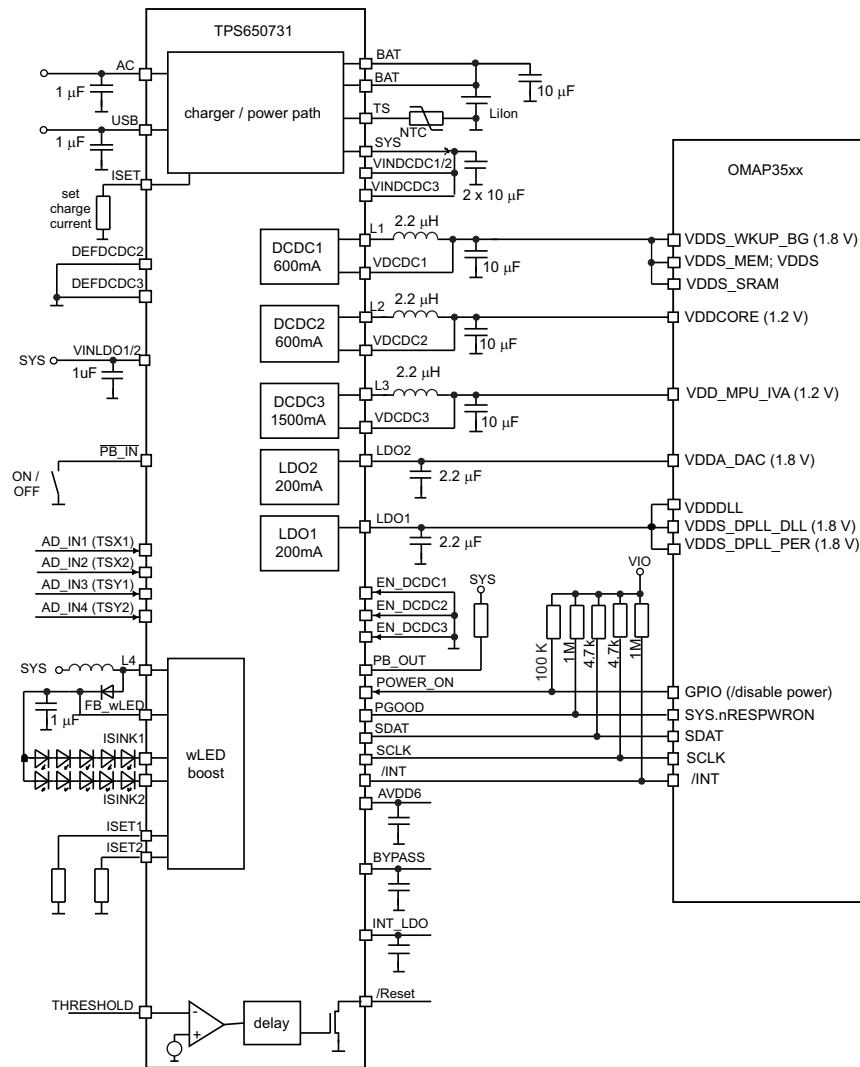 TPS650731
AC
1 μF
USB
1 μF
ISET
set
charge
current
charger / power path
BAT
BAT
10 μF
LiIon
TS
NTC
SYS
VINDCDC1/2
VINDCDC3
2 x 10 μF
OMAP35xx
DEFDCDC2
DEFDCDC3
DCDC1
600mA
L1
2.2 μH
VDCDC1
10 μF
VDDS_WKUP_BG (1.8 V)
VDDS_MEM; VDDS
VDDS_SRAM
DCDC2
600mA
L2
2.2 μH
VDCDC2
10 μF
VDDCORE (1.2 V)
SYS
VINLDO1/2
1uF
DCDC3
1500mA
L3
2.2 μH
VDCDC3
10 μF
VDD_MPU_IVA (1.2 V)
PB_IN
ON /
OFF
LDO2
200mA
LDO2
2.2 μF
VDDA_DAC (1.8 V)
LDO1
200mA
LDO1
2.2 μF
VDDDLL
VDDS_DPLL_DLL (1.8 V)
VDDS_DPLL_PER (1.8 V)
AD_IN1 (TSX1)
AD_IN2 (TSX2)
AD_IN3 (TSY1)
AD_IN4 (TSY2)
EN_DCDC1
EN_DCDC2
EN_DCDC3
SYS
VIO
100 K
1M
4.7k
4.7k
1M
PB_OUT
POWER_ON
PGOOD
SDAT
SCLK
/INT
GPIO (/disable power)
SYS.nRESPWRON
SDAT
SCLK
/INT
SYS
L4
FB_wLED
1 μF
ISINK1
ISINK2
wLED
boost
ISET1
ISET2
AVDD6
BYPASS
INT_LDO
THRESHOLD
-
+
delay
/Reset